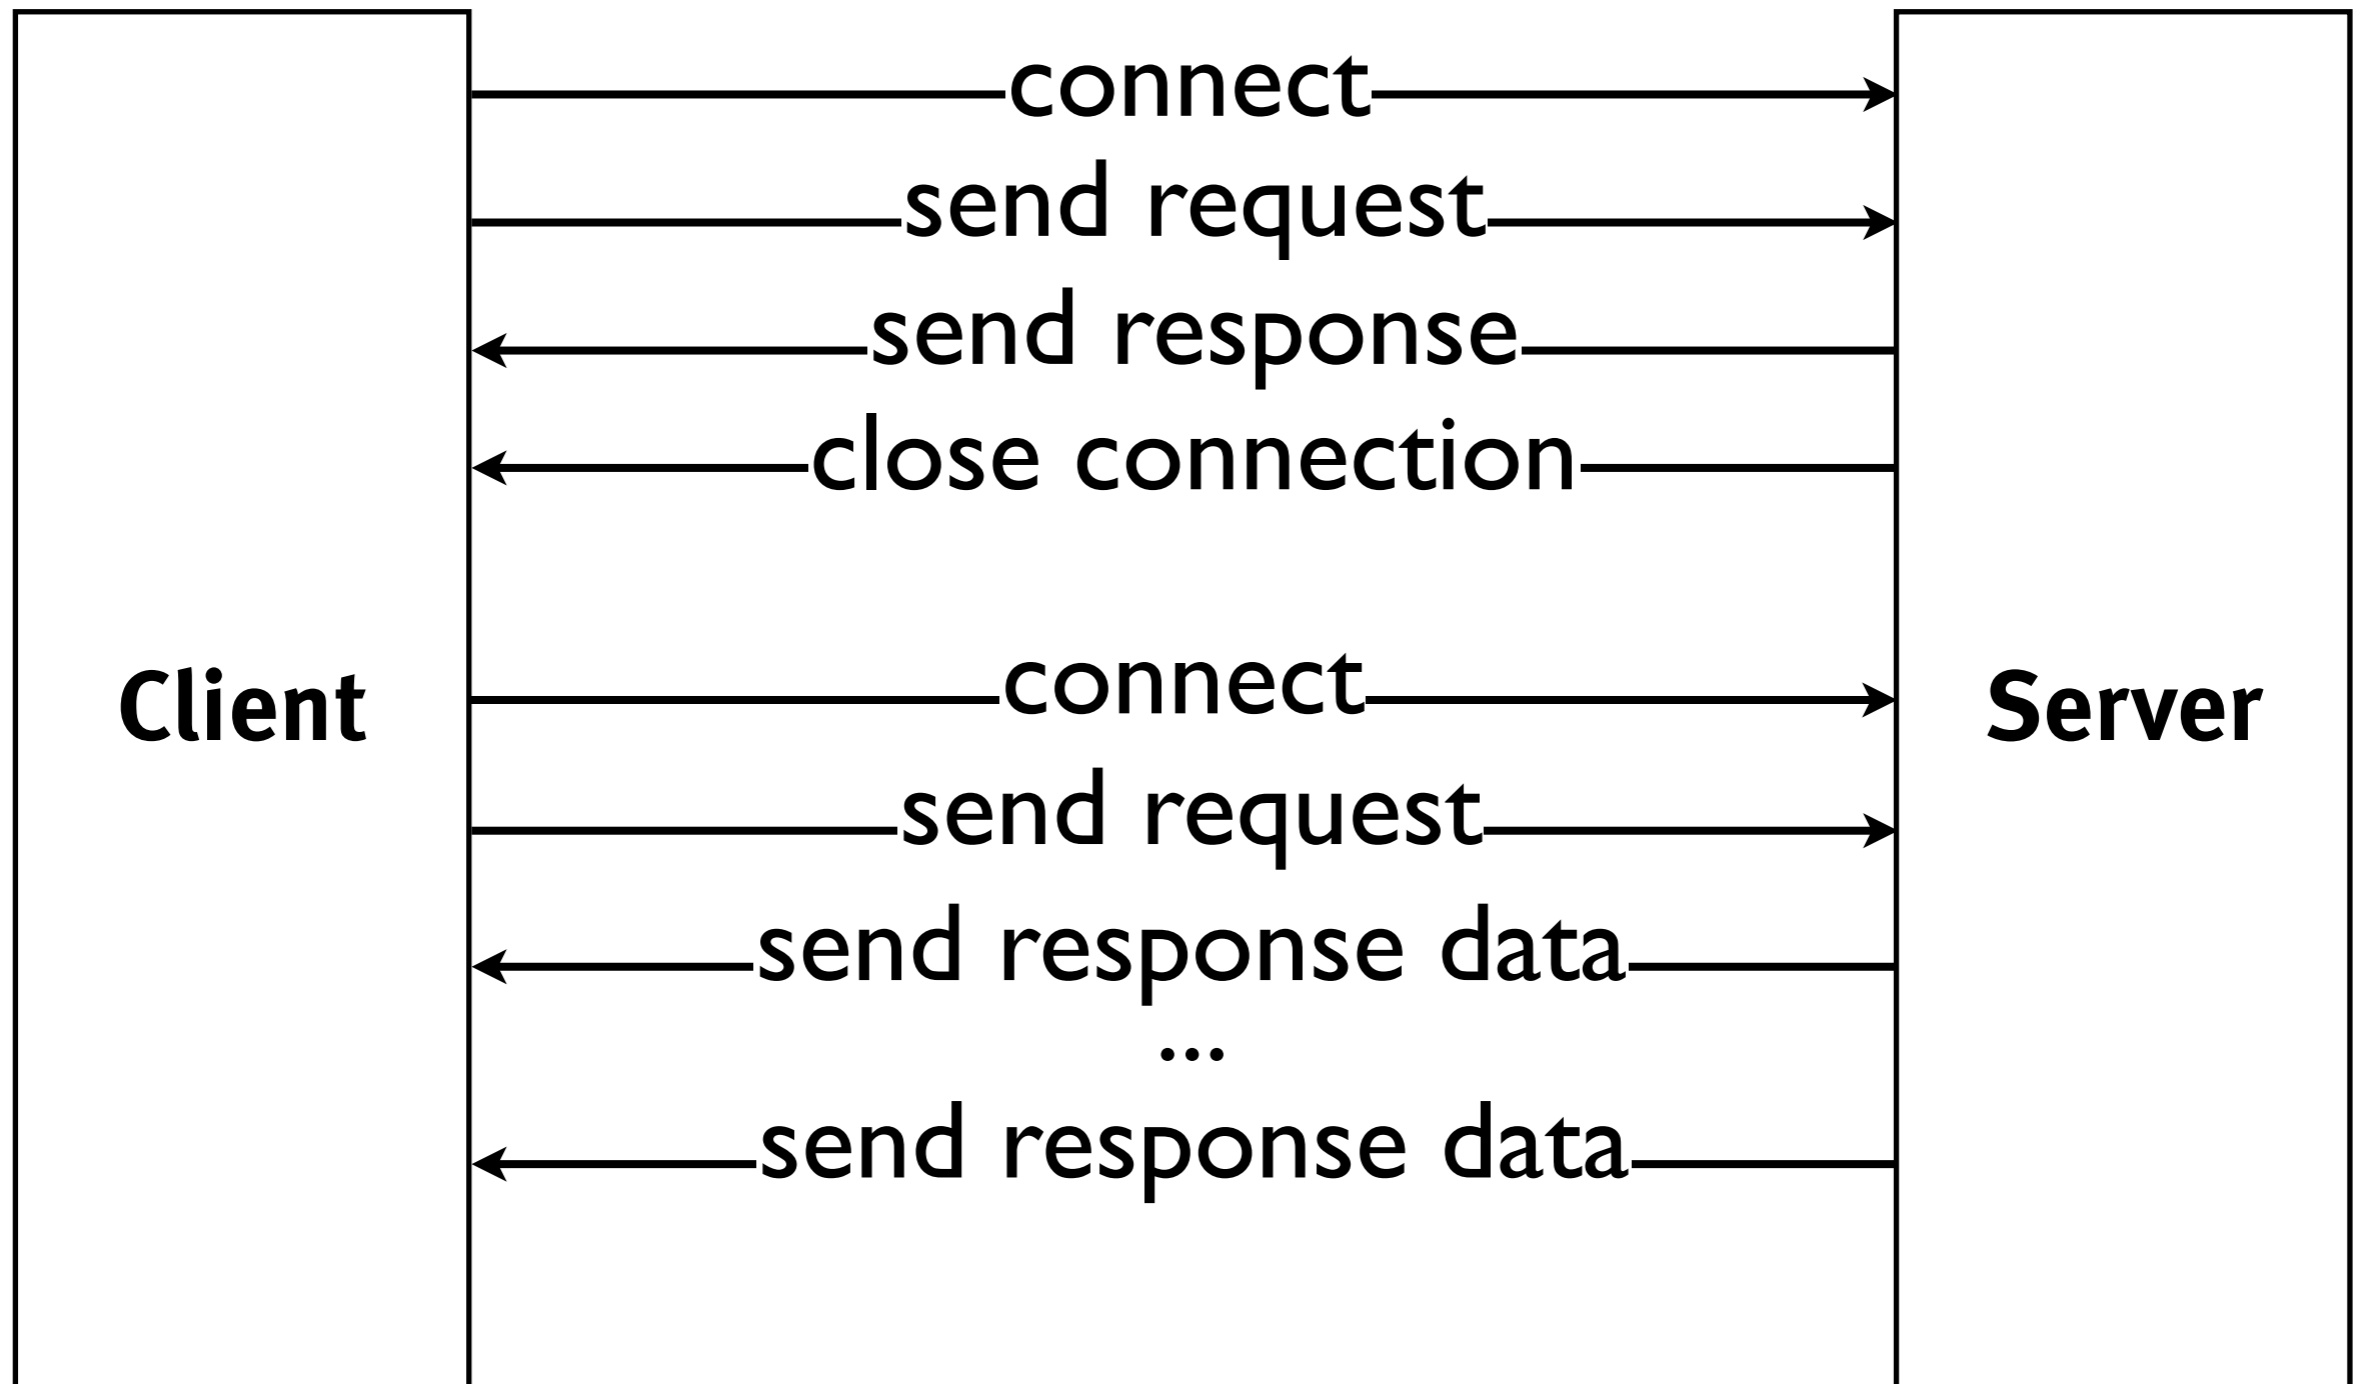 connect
send request
send response
close connection
connect
Client
Server
send request
send response data
...
send response data